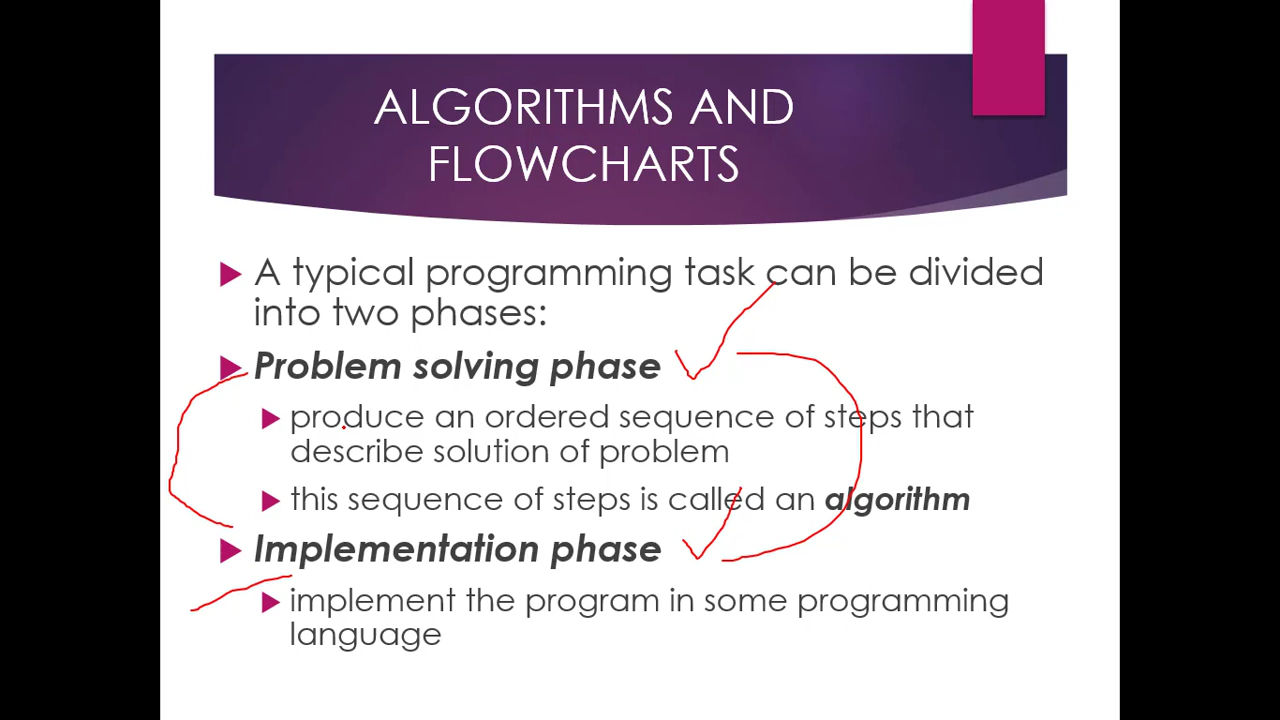 ALGORITHMS AND
FLOWCHARTS
A typical programming task can be divided
into two phases:
Problem solving phase
produce an ordered sequence of steps that
describe solution of problem
this sequence of steps is called an algorithm
Implementation phase
implement the program in some programming
language